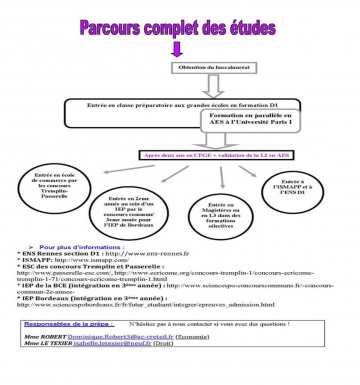 Parcours complet des études
Obtention du baccalauréat
Entrée en classe préparatoire aux grandes écoles en formation D1
Formation en parallèle en
AES à l'Université Paris I
Après deux ans en CPGE + validation de la L2 en AES
Entrée en école
de commerce par
les concours
Tremplin-
Passerelle
Entrée en 2eme
année au sein d'un
IEP par le
concours commun/
3eme année pour
l'IEP de Bordeaux
Entrée en
Magistères ou
en L3 dans des
formations
sélectives
Entrée à
l'ISMAPP et à
l'ENS D1
➤ Pour plus d'informations :
* ENS Rennes section D1 : http://www.ens-rennes.fr
* ISMAPP: http://www.ismapp.com/
* ESC des concours Tremplin et Passerelle :
http://www.passerelle-esc.com/, http://www.ecricome.org/concours-tremplin-1/concours-ecricome-
tremplin-1-71/concours-ecricome-tremplin-1.html
* IEP de la BCE (intégration en 3ème année) : http://www.sciencespo-concourscommuns.fr/-concours-
commun-2e-annee-
* IEP Bordeaux (intégration en 3ème année) :
http://www.sciencespobordeaux.fr/fr/futur_etudiant/integrer/epreuves_admission.html
Responsables de la prépa : N'hésitez pas à nous contacter si vous avez des questions !
Mme ROBERT Dominique.Robert3@ac-creteil.fr (Economie)
Mme LE TEXIER isabelle.letexier@neuf.fr (Droit)